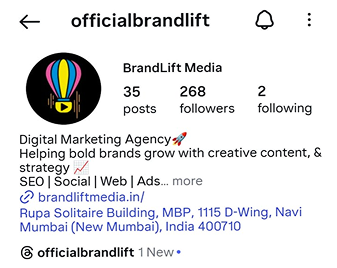 officialbrandlift
BrandLift Media
35 268 2
posts followers following
Digital Marketing Agency🚀
Helping bold brands grow with creative content, &
strategy 📈
SEO | Social | Web | Ads... more
brandliftmedia.in/
Rupa Solitaire Building, MBP, 1115 D-Wing, Navi
Mumbai (New Mumbai), India 400710
officialbrandlift 1 New